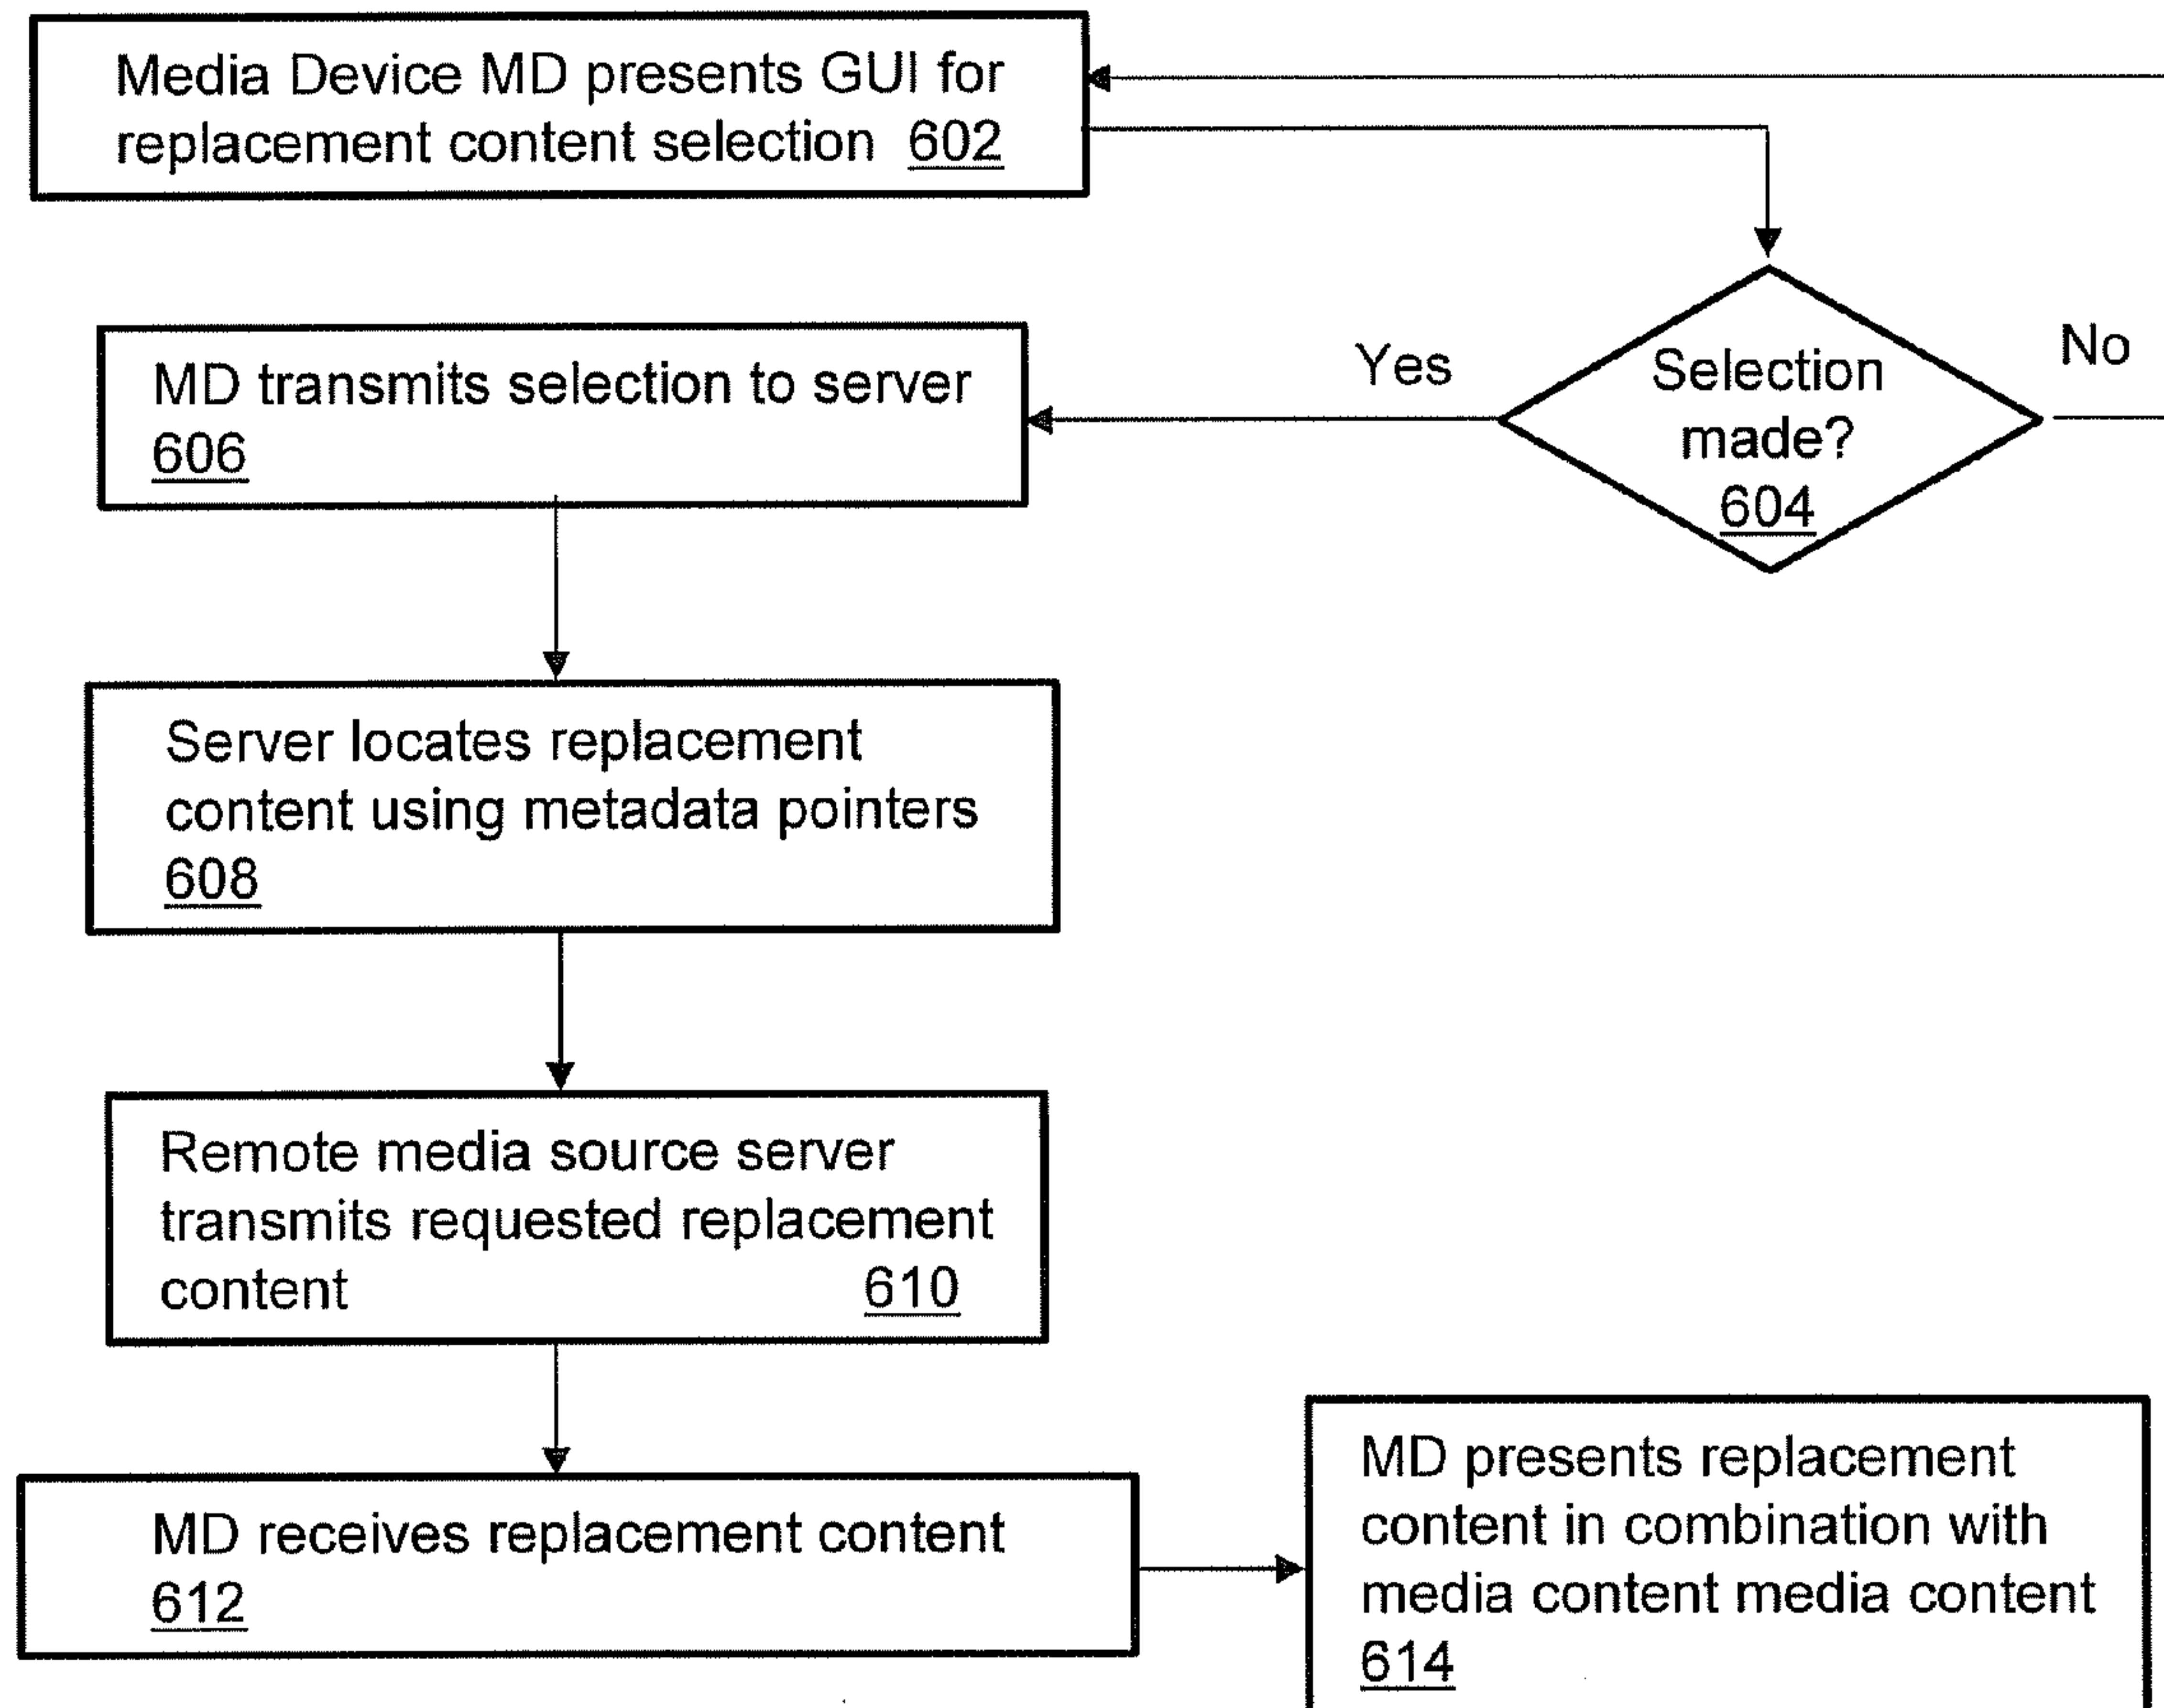 Media Device MD presents GUI for
replacement content selection 602
Selection
made?
604
Yes
No
MD transmits selection to server
606
Server locates replacement
content using metadata pointers
608
Remote media source server
transmits requested replacement
content 610
MD receives replacement content
612
MD presents replacement
content in combination with
media content media content
614